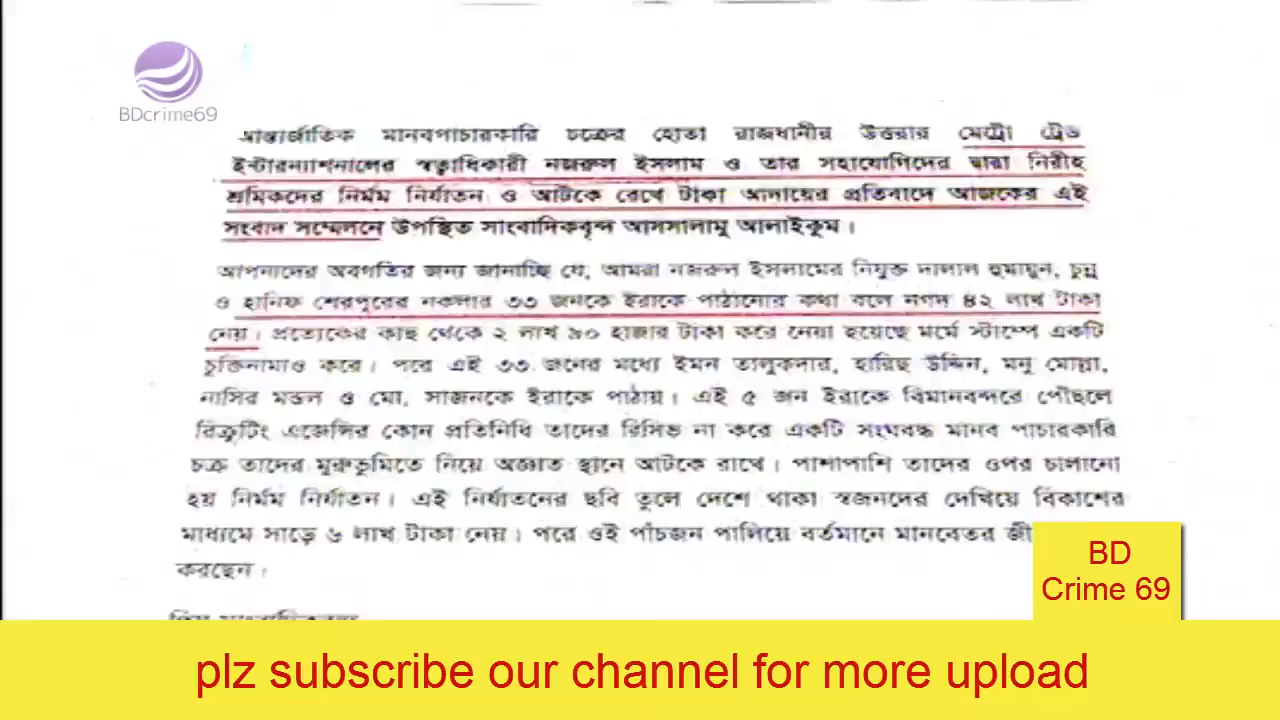 BDcrime69
আন্তর্জাতিক মানবপাচারকারি চক্রের হোতা রাজধানীর উত্তরার মেট্রো ট্রেড
ইন্টারন্যাশনালের স্বত্বাধিকারী নজরুল ইসলাম ও তার সহাযোগিদের দ্বারা নিরীহ
শ্রমিকদের নির্মম নির্যাতন ও আটকে রেখে টাকা আদায়ের প্রতিবাদে আজকের এই
সংবাদ সম্মেলনে উপস্থিত সাংবাদিকবৃন্দ আসসালামু আলাইকুম।
আপনাদের অবগতির জন্য জানাচ্ছি যে, আমরা নজরুল ইসলামের নিযুক্ত দালাল হুমায়ুন, চুন্নু
ও হানিফ শেরপুরের নকলার ৩৩ জনকে ইরাকে পাঠানোর কথা বলে নগদ ৪২ লাখ টাকা
নেয়। প্রত্যেকের কাছ থেকে ২ লাখ ৯০ হাজার টাকা করে নেয়া হয়েছে মর্মে স্টাম্পে একটি
চুক্তিনামাও করে। পরে এই ৩৩ জনের মধ্যে ইমন তালুকদার, হারিছ উদ্দিন, মনু মোল্লা,
নাসির মন্ডল ও মো, সাজনকে ইরাকে পাঠায়। এই ৫ জন ইরাকে বিমানবন্দরে পৌঁছলে
রিক্রুটিং এজেন্সির কোন প্রতিনিধি তাদের রিসিভ না করে একটি সংঘবদ্ধ মানব পাচারকারি
চক্র তাদের মূরুভুমিতে নিয়ে অজ্ঞাত স্থানে আটকে রাখে। পাশাপাশি তাদের ওপর চালানো
হয় নির্মম নির্যাতন। এই নির্যাতনের ছবি তুলে দেশে থাকা স্বজনদের দেখিয়ে বিকাশের
মাধ্যমে সাড়ে ৬ লাখ টাকা নেয়। পরে ওই পাঁচজন পালিয়ে বর্তমানে মানবেতর
করছেন।
BD
Crime 69
plz subscribe our channel for more upload